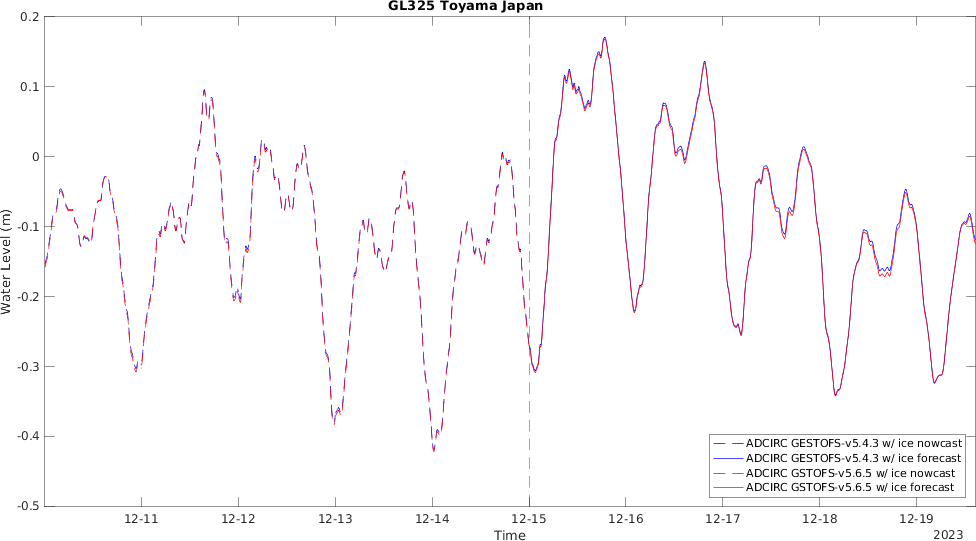 GL325 Toyama Japan
0.2
0.1
0
-0.1
-0.2
-0.3
-0.4
-0.5
Water Level (m)
ADCIRC GESTOFS-v5.4.3 w/ ice nowcast
ADCIRC GESTOFS-v5.4.3 w/ ice forecast
ADCIRC GSTOFS-v5.6.5 w/ ice nowcast
ADCIRC GSTOFS-v5.6.5 w/ ice forecast
12-11 12-12 12-13 12-14 12-15 12-16 12-17 12-18 12-19
Time
2023